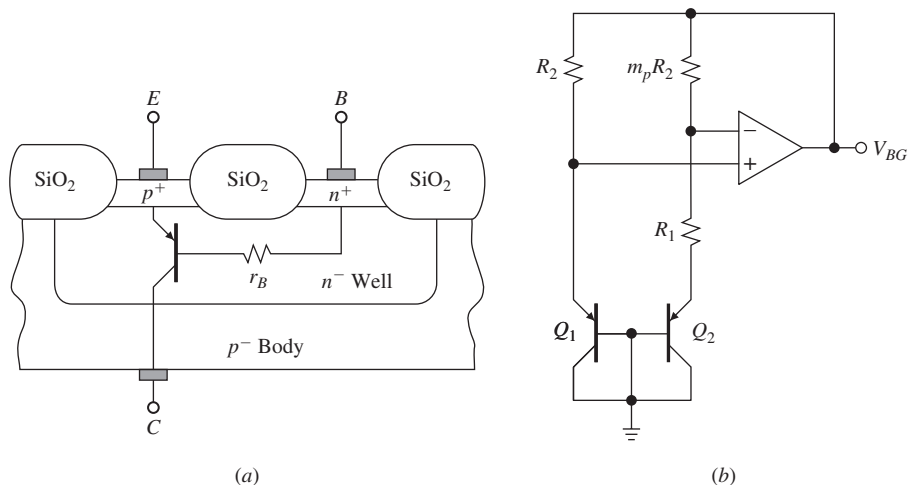 E
B
SiO2
SiO2
SiO2
p+
n+
rB
n− Well
p− Body
C
(a)
R2
mpR2
−
+
VBG
R1
Q1
Q2
(b)